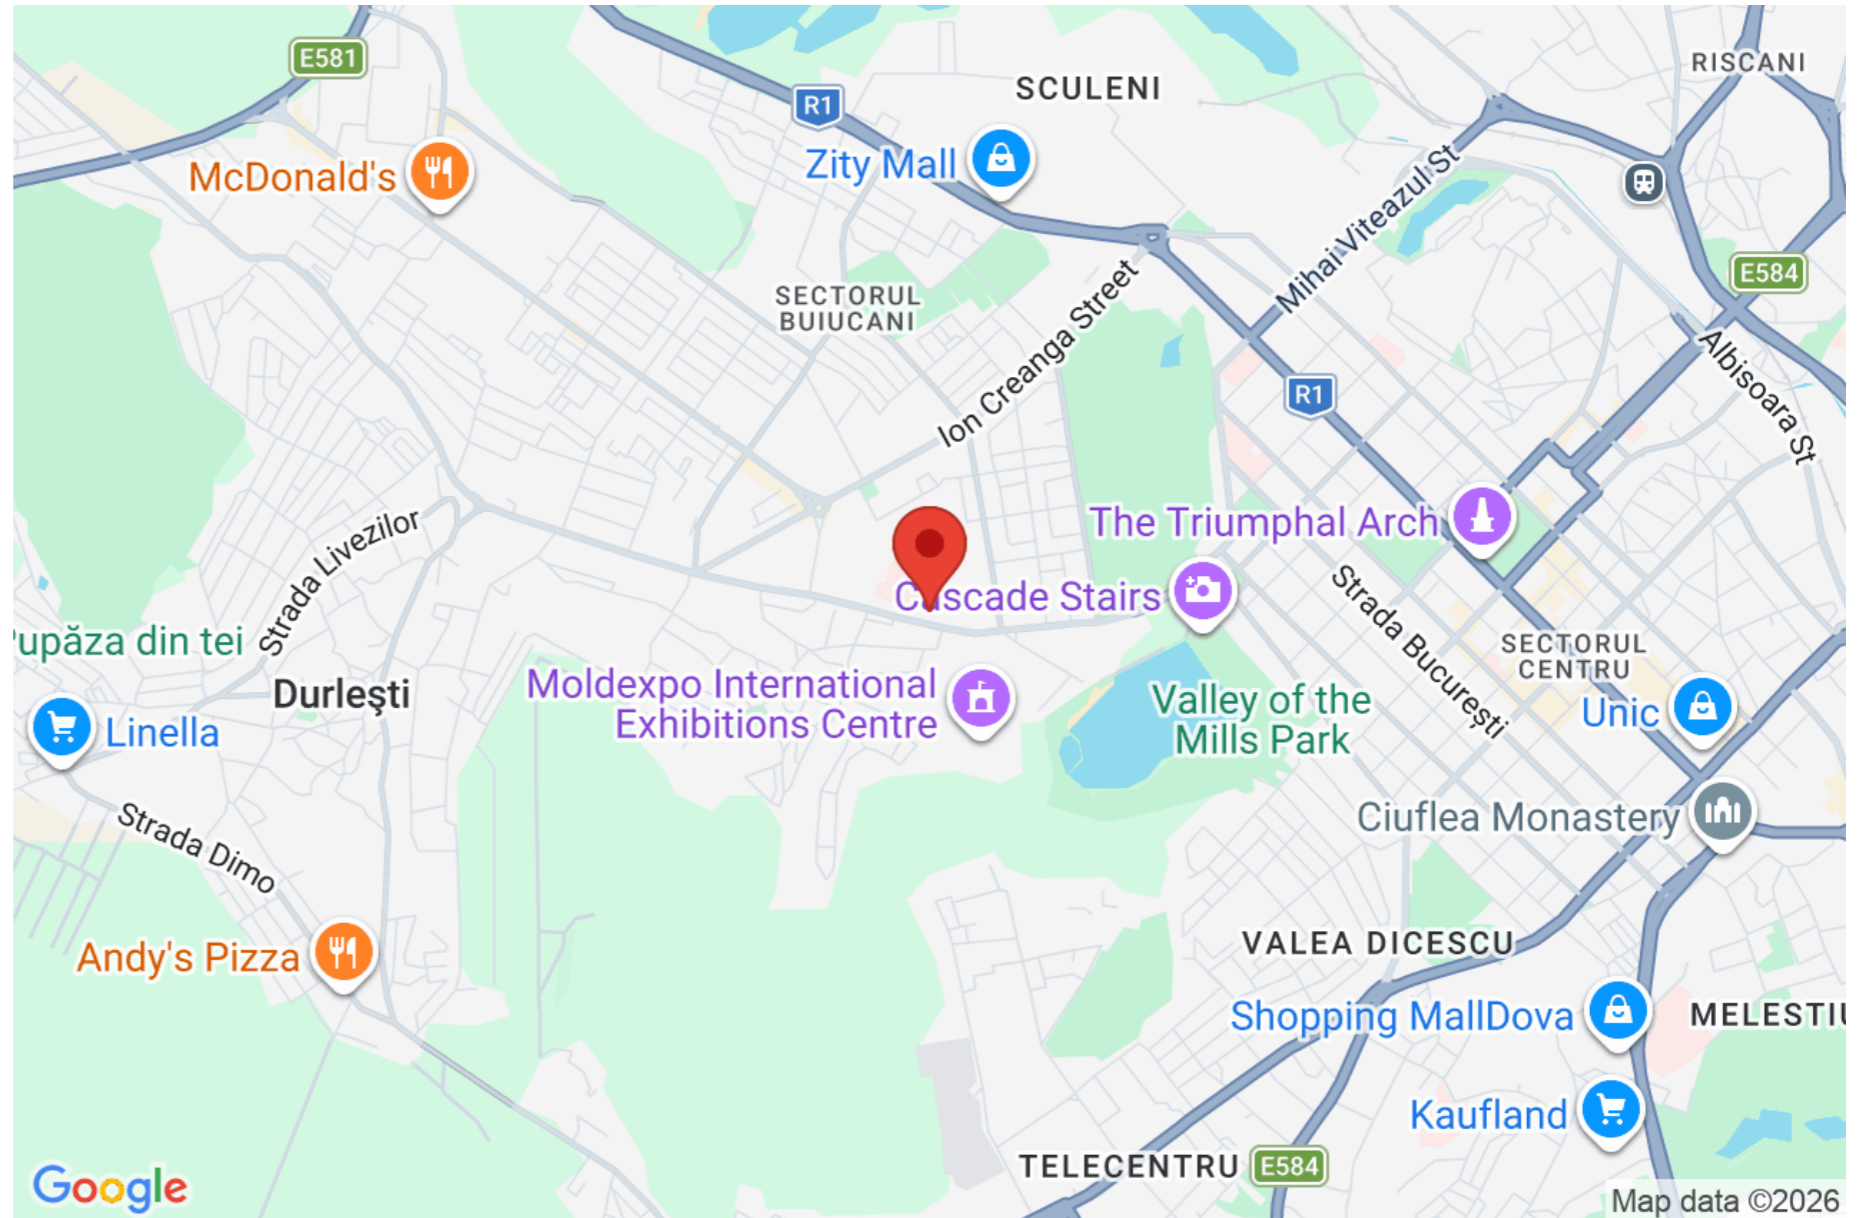 E581
R1
SCULENI
RISCANI
McDonald's
Zity Mall
Mihai Viteazul St
E584
SECTORUL
BUIUCANI
Ion Creanga Street
Albisoara St
R1
The Triumphal Arch
Strada Livezilor
Cascade Stairs
Strada București
upăza din tei
SECTORUL
CENTRU
Durleşti
Moldexpo International
Exhibitions Centre
Valley of the
Mills Park
Unic
Linella
Strada Dimo
Ciuflea Monastery
Andy's Pizza
VALEA DICESCU
Shopping MallDova
MELESTIU
Kaufland
TELECENTRU
E584
Google
Map data ©2026